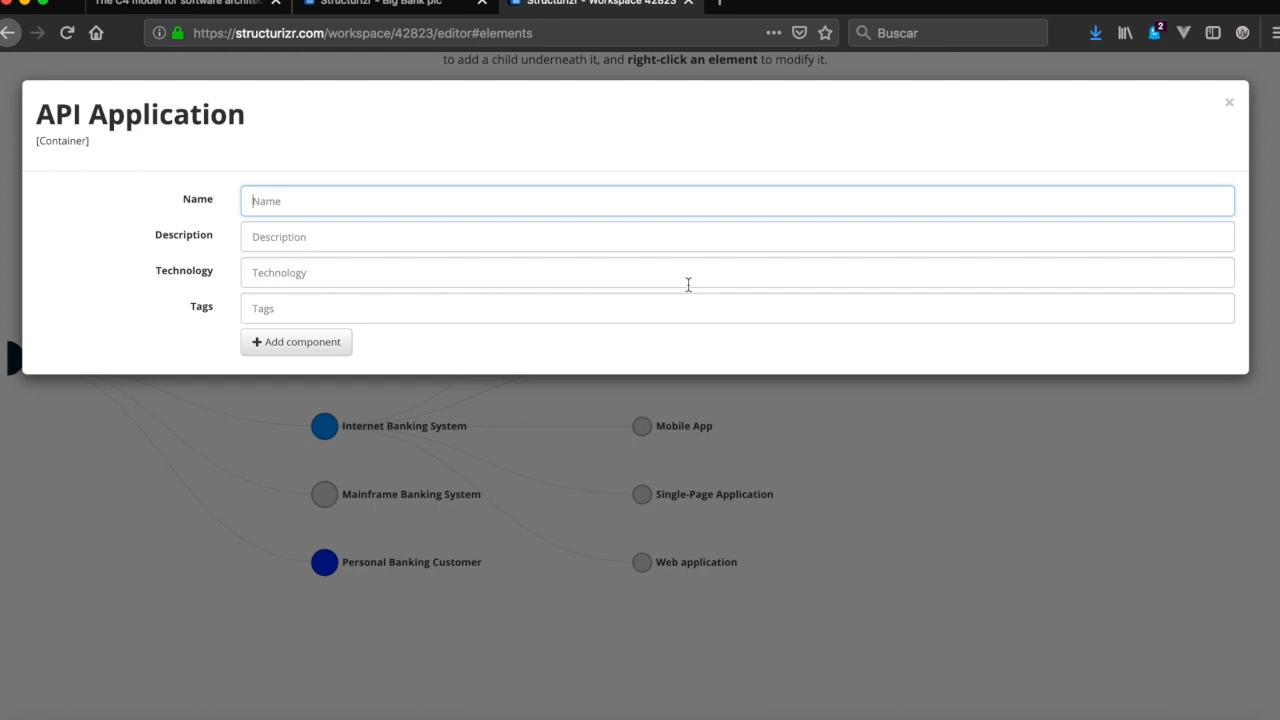 The C4 model for software architec
Structurizr - Big Bank plc
Structurizr - Workspace 42823
https://structurizr.com/workspace/42823/editor#elements
Buscar
2
to add a child underneath it, and right-click an element to modify it.
API Application
×
[Container]
Name
Name
Description
Description
Technology
Technology
Tags
Tags
+ Add component
Internet Banking System
Mobile App
Mainframe Banking System
Single-Page Application
Personal Banking Customer
Web application